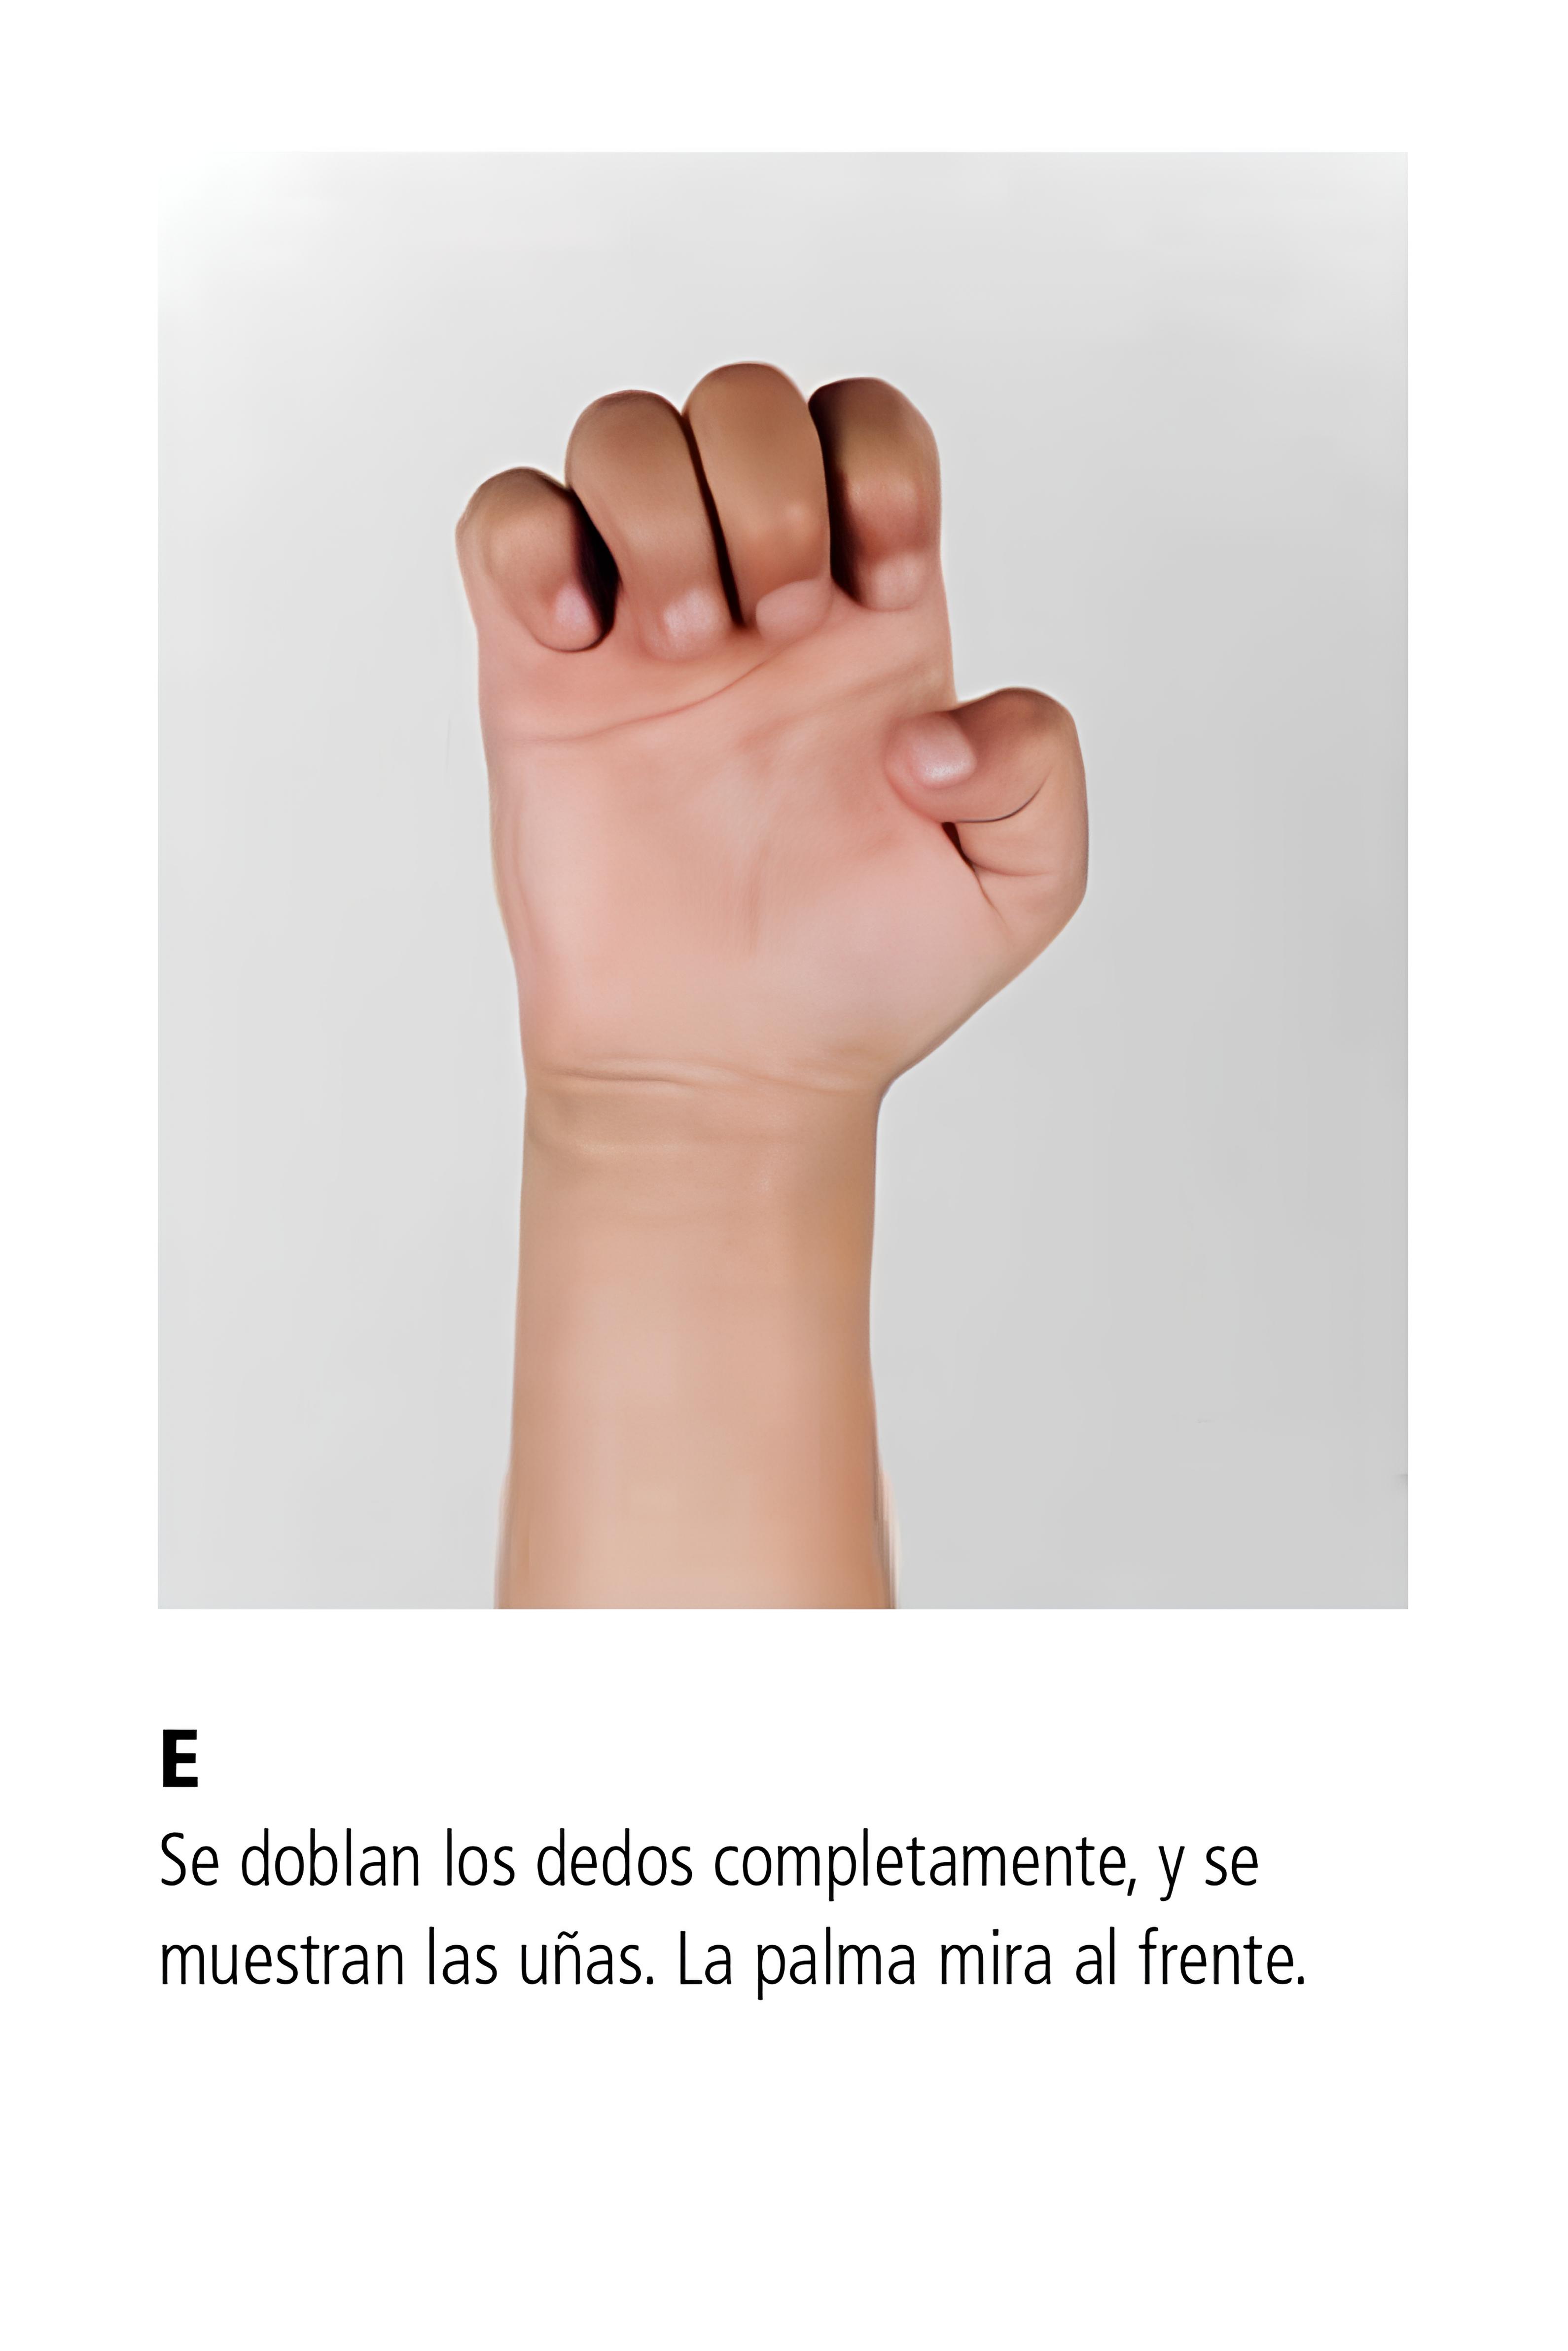 E
Se doblan los dedos completamente, y se
muestran las uñas. La palma mira al frente.